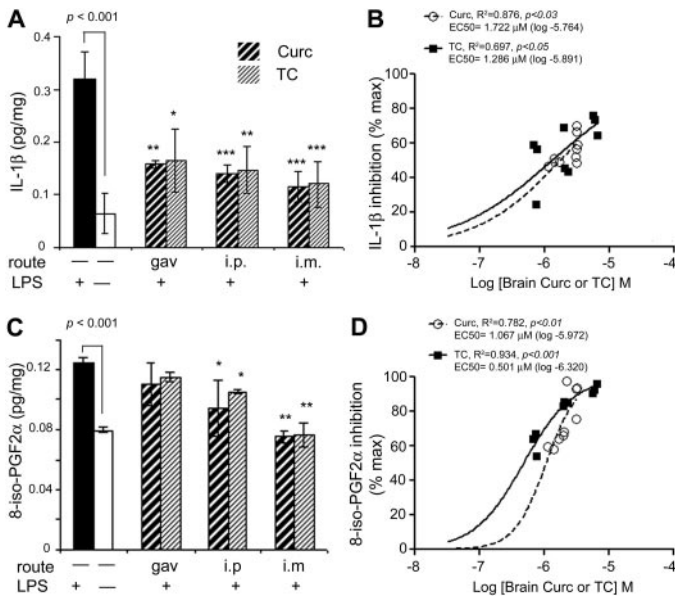 A
p < 0.001
Curc
TC
IL-1β (pg/mg)
0.4
0.3
0.2
0.1
0
** * *** ** *** ***
route — — gav i.p. i.m.
LPS + — + + +
B
Curc, R²=0.876, p<0.03
EC50= 1.722 µM (log -5.764)
TC, R²=0.697, p<0.05
EC50= 1.286 µM (log -5.891)
IL-1β inhibition (% max)
100
80
60
40
20
0
-8 -7 -6 -5 -4
Log [Brain Curc or TC] M
C
p < 0.001
8-iso-PGF2α (pg/mg)
0.12
0.08
0.04
0
* * ** **
route — — gav i.p i.m
LPS + — + + +
D
Curc, R²=0.782, p<0.01
EC50= 1.067 µM (log -5.972)
TC, R²=0.934, p<0.001
EC50= 0.501 µM (log -6.320)
8-iso-PGF2α inhibition
(% max)
100
80
60
40
20
0
-8 -7 -6 -5 -4
Log [Brain Curc or TC] M